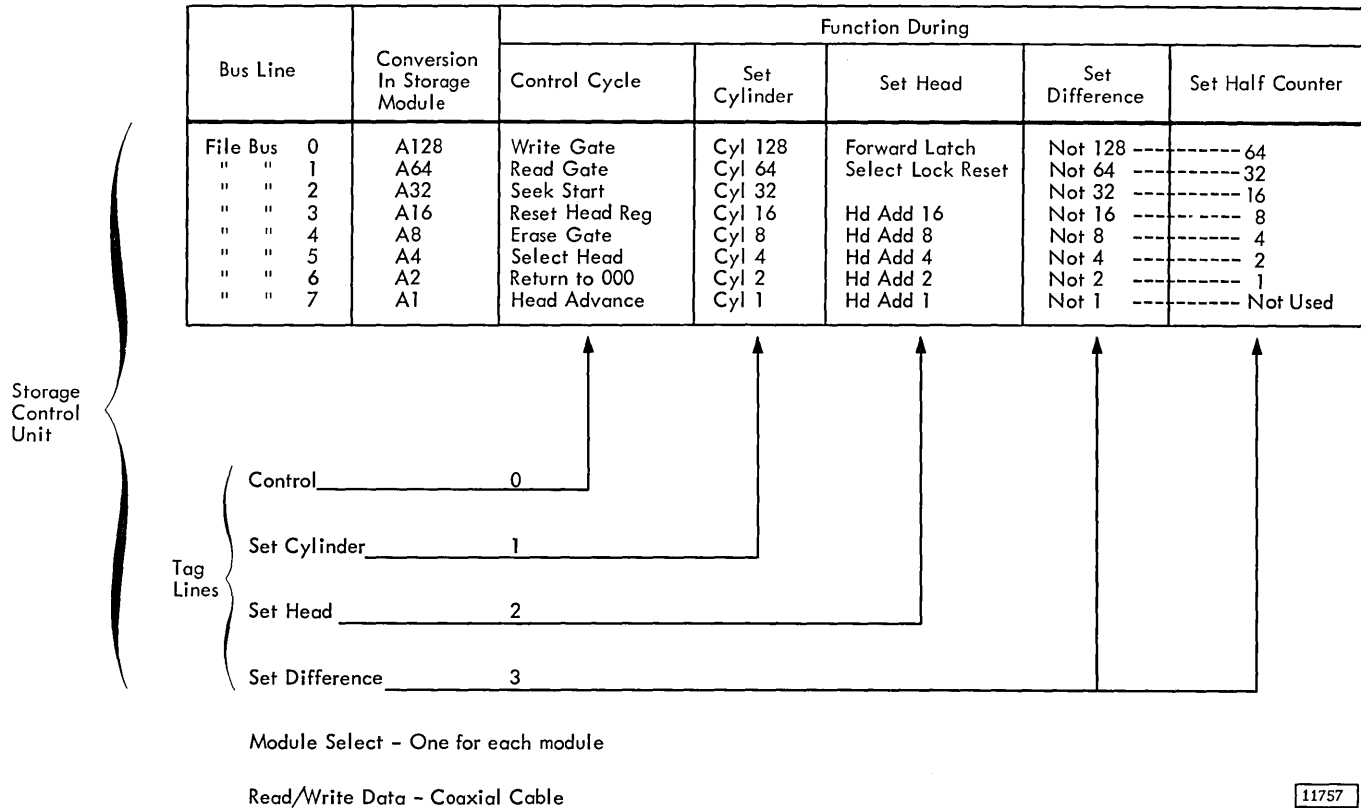 Function During
Bus Line
Conversion
In Storage
Module
Control Cycle
Set
Cylinder
Set Head
Set
Difference
Set Half Counter
File Bus 0 A128 Write Gate Cyl 128 Forward Latch Not 128 64
" " 1 A64 Read Gate Cyl 64 Select Lock Reset Not 64 32
" " 2 A32 Seek Start Cyl 32 Not 32 16
" " 3 A16 Reset Head Reg Cyl 16 Hd Add 16 Not 16 8
" " 4 A8 Erase Gate Cyl 8 Hd Add 8 Not 8 4
" " 5 A4 Select Head Cyl 4 Hd Add 4 Not 4 2
" " 6 A2 Return to 000 Cyl 2 Hd Add 2 Not 2 1
" " 7 A1 Head Advance Cyl 1 Hd Add 1 Not 1 Not Used
Storage
Control
Unit
Tag
Lines
Control 0
Set Cylinder 1
Set Head 2
Set Difference 3
Module Select - One for each module
Read/Write Data - Coaxial Cable
11757